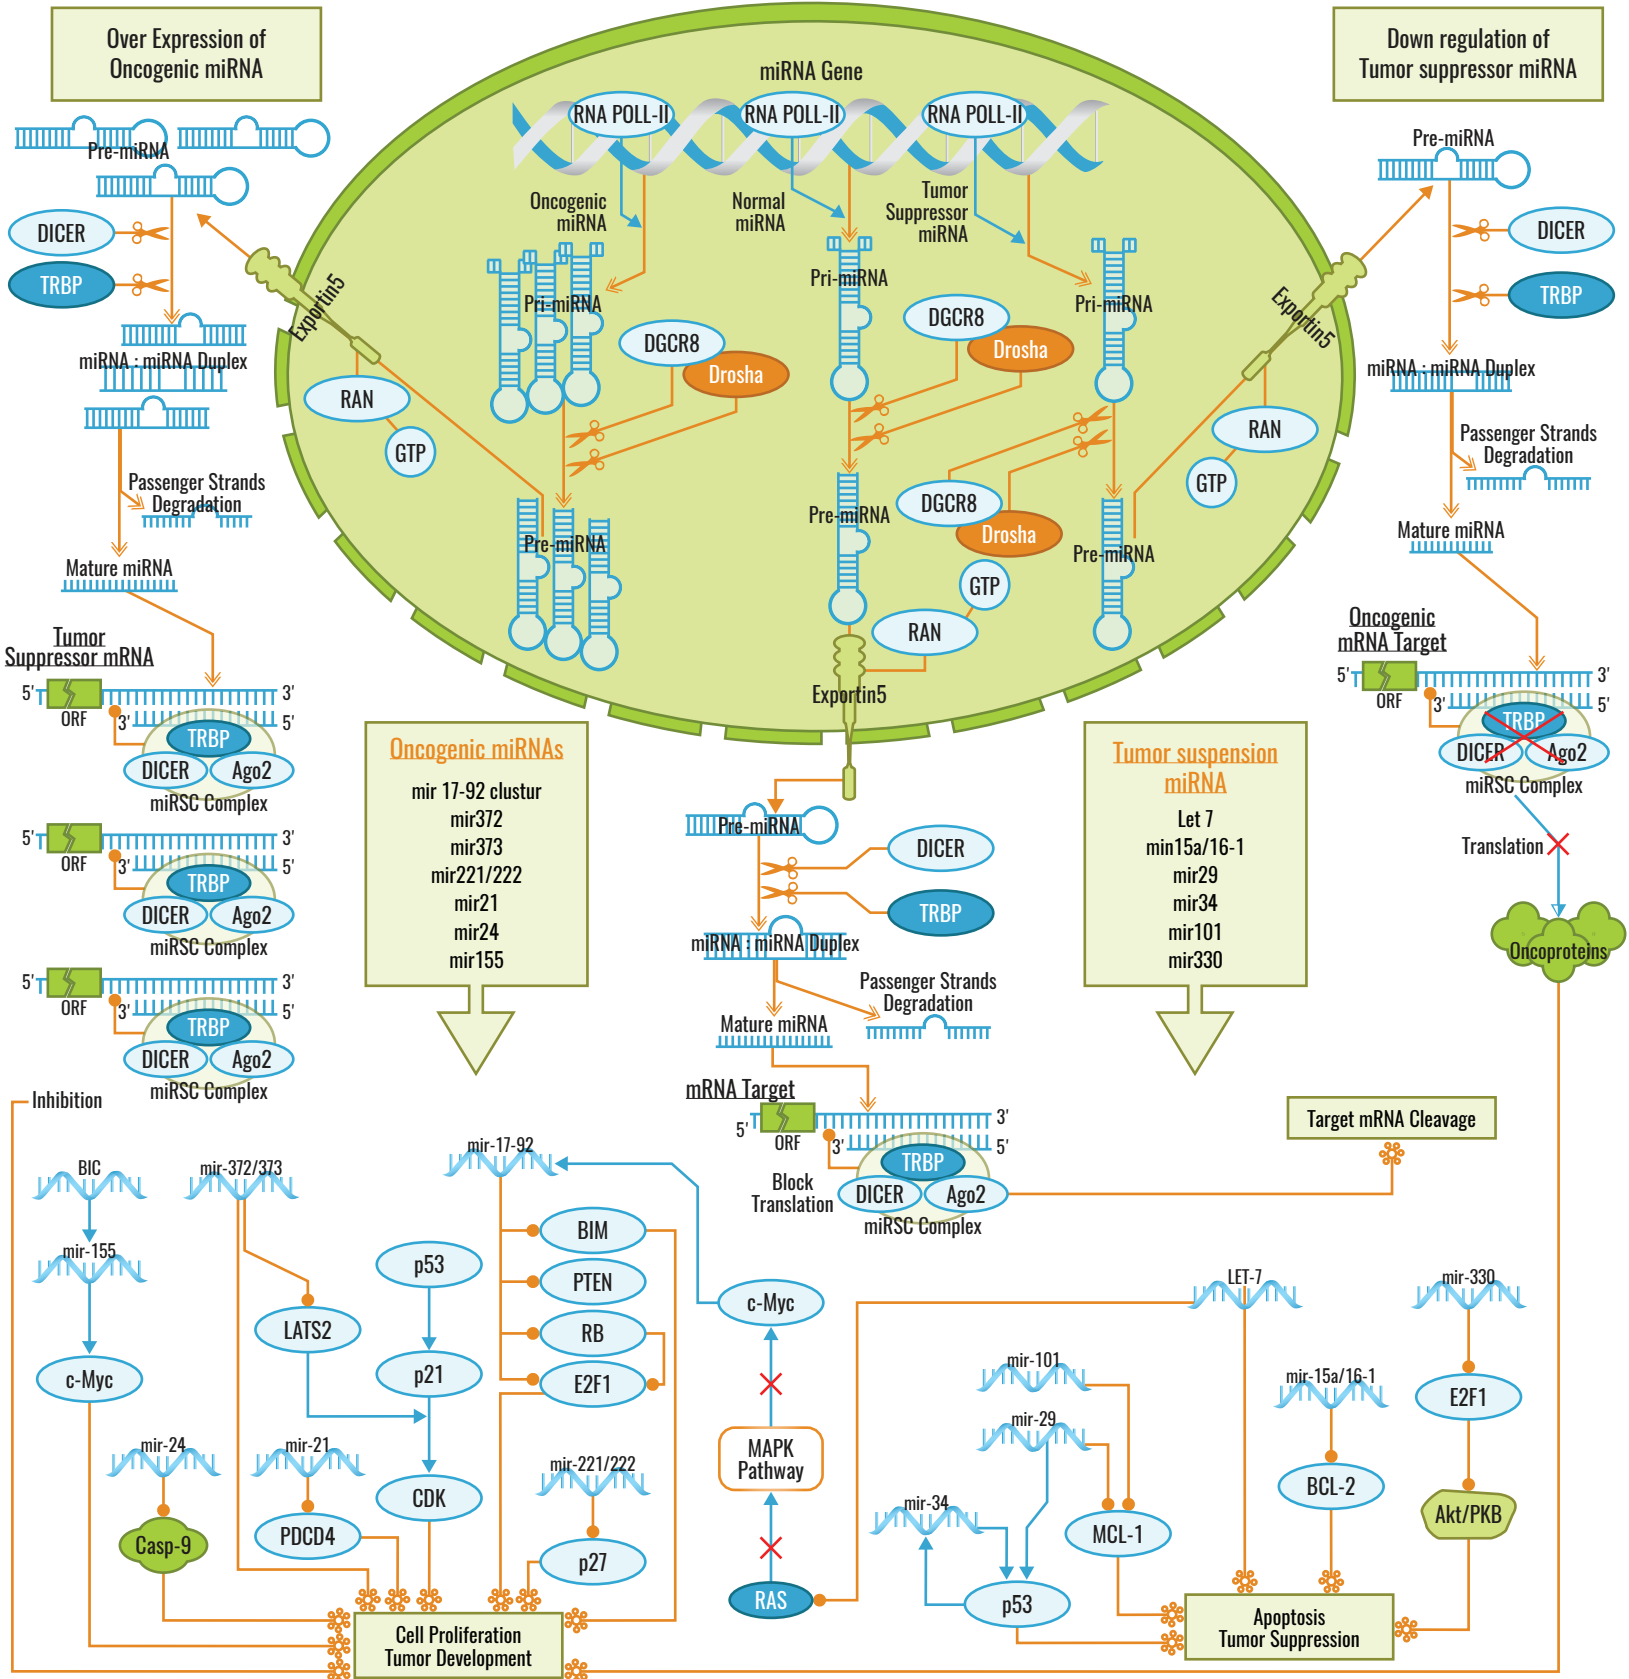 Over Expression of
Oncogenic miRNA
Down regulation of
Tumor suppressor miRNA
miRNA Gene
RNA POLL-II
RNA POLL-II
RNA POLL-II
Oncogenic
miRNA
Normal
miRNA
Tumor
Suppressor
miRNA
Pre-miRNA
DICER
TRBP
miRNA : miRNA Duplex
Passenger Strands
Degradation
Mature miRNA
Exportin5
RAN
GTP
Pri-miRNA
DGCR8
Drosha
Pre-miRNA
Pri-miRNA
DGCR8
Drosha
Pre-miRNA
Pri-miRNA
DGCR8
Drosha
Pre-miRNA
GTP
RAN
Exportin5
Exportin5
RAN
GTP
Pre-miRNA
DICER
TRBP
miRNA : miRNA Duplex
Passenger Strands
Degradation
Mature miRNA
Tumor
Suppressor mRNA
5'
3'
ORF
3'
5'
TRBP
DICER
Ago2
miRSC Complex
5'
3'
ORF
3'
5'
TRBP
DICER
Ago2
miRSC Complex
5'
3'
ORF
3'
5'
TRBP
DICER
Ago2
miRSC Complex
Inhibition
Oncogenic miRNAs
mir 17-92 clustur
mir372
mir373
mir221/222
mir21
mir24
mir155
Pre-miRNA
DICER
TRBP
miRNA : miRNA Duplex
Passenger Strands
Degradation
Mature miRNA
mRNA Target
5'
3'
ORF
3'
5'
TRBP
DICER
Ago2
miRSC Complex
Block
Translation
Tumor suspension
miRNA
Let 7
min15a/16-1
mir29
mir34
mir101
mir330
Oncogenic
mRNA Target
5'
3'
ORF
3'
5'
TRBP
DICER
Ago2
miRSC Complex
Translation
Oncoproteins
Target mRNA Cleavage
BIC
mir-155
c-Myc
mir-372/373
LATS2
mir-24
Casp-9
mir-21
PDCD4
p53
p21
CDK
mir-17-92
BIM
PTEN
RB
E2F1
mir-221/222
p27
Cell Proliferation
Tumor Development
c-Myc
MAPK
Pathway
RAS
LET-7
mir-101
mir-29
mir-34
MCL-1
p53
mir-15a/16-1
BCL-2
mir-330
E2F1
Akt/PKB
Apoptosis
Tumor Suppression